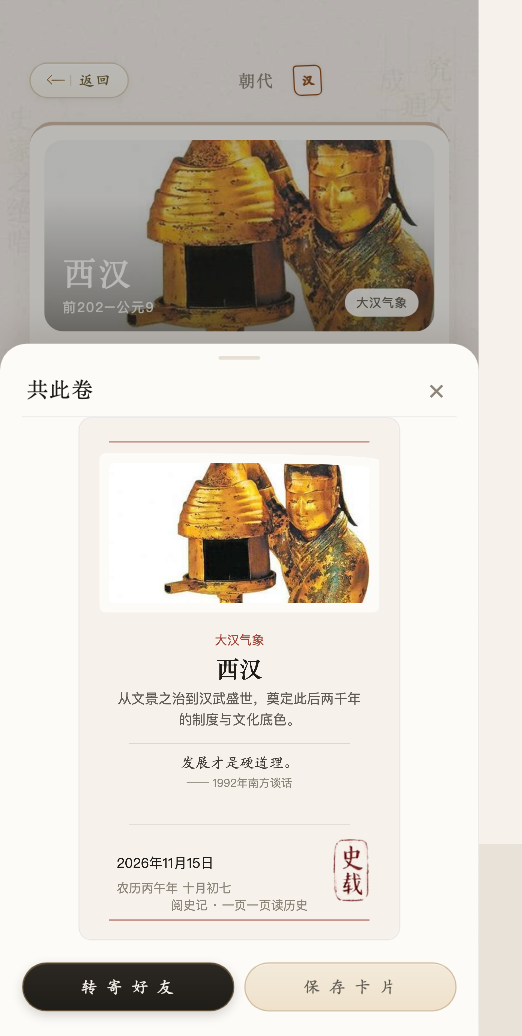 返回
朝代
汉
西汉
前202—公元9
大汉气象
共此卷
大汉气象
西汉
从文景之治到汉武盛世，奠定此后两千年
的制度与文化底色。
发展才是硬道理。
—— 1992年南方谈话
2026年11月15日
农历丙午年 十月初七
阅史记·一页一页读历史
史载
转寄好友
保存卡片